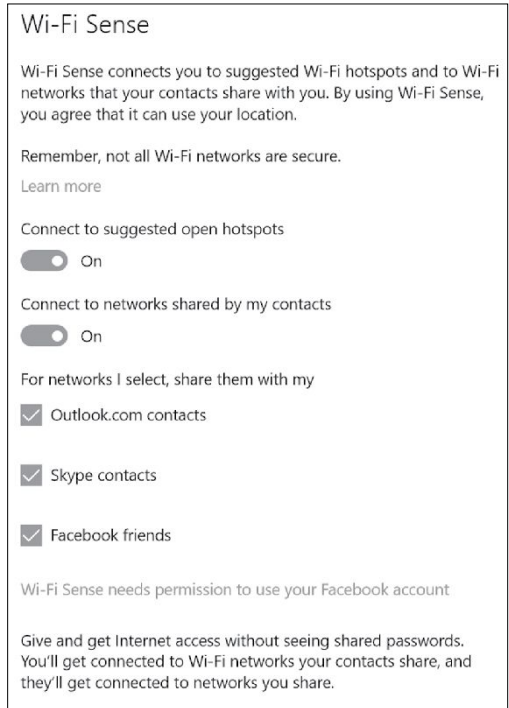 Wi-Fi Sense
Wi-Fi Sense connects you to suggested Wi-Fi hotspots and to Wi-Fi
networks that your contacts share with you. By using Wi-Fi Sense,
you agree that it can use your location.
Remember, not all Wi-Fi networks are secure.
Learn more
Connect to suggested open hotspots
On
Connect to networks shared by my contacts
On
For networks I select, share them with my
Outlook.com contacts
Skype contacts
Facebook friends
Wi-Fi Sense needs permission to use your Facebook account
Give and get Internet access without seeing shared passwords.
You'll get connected to Wi-Fi networks your contacts share, and
they'll get connected to networks you share.